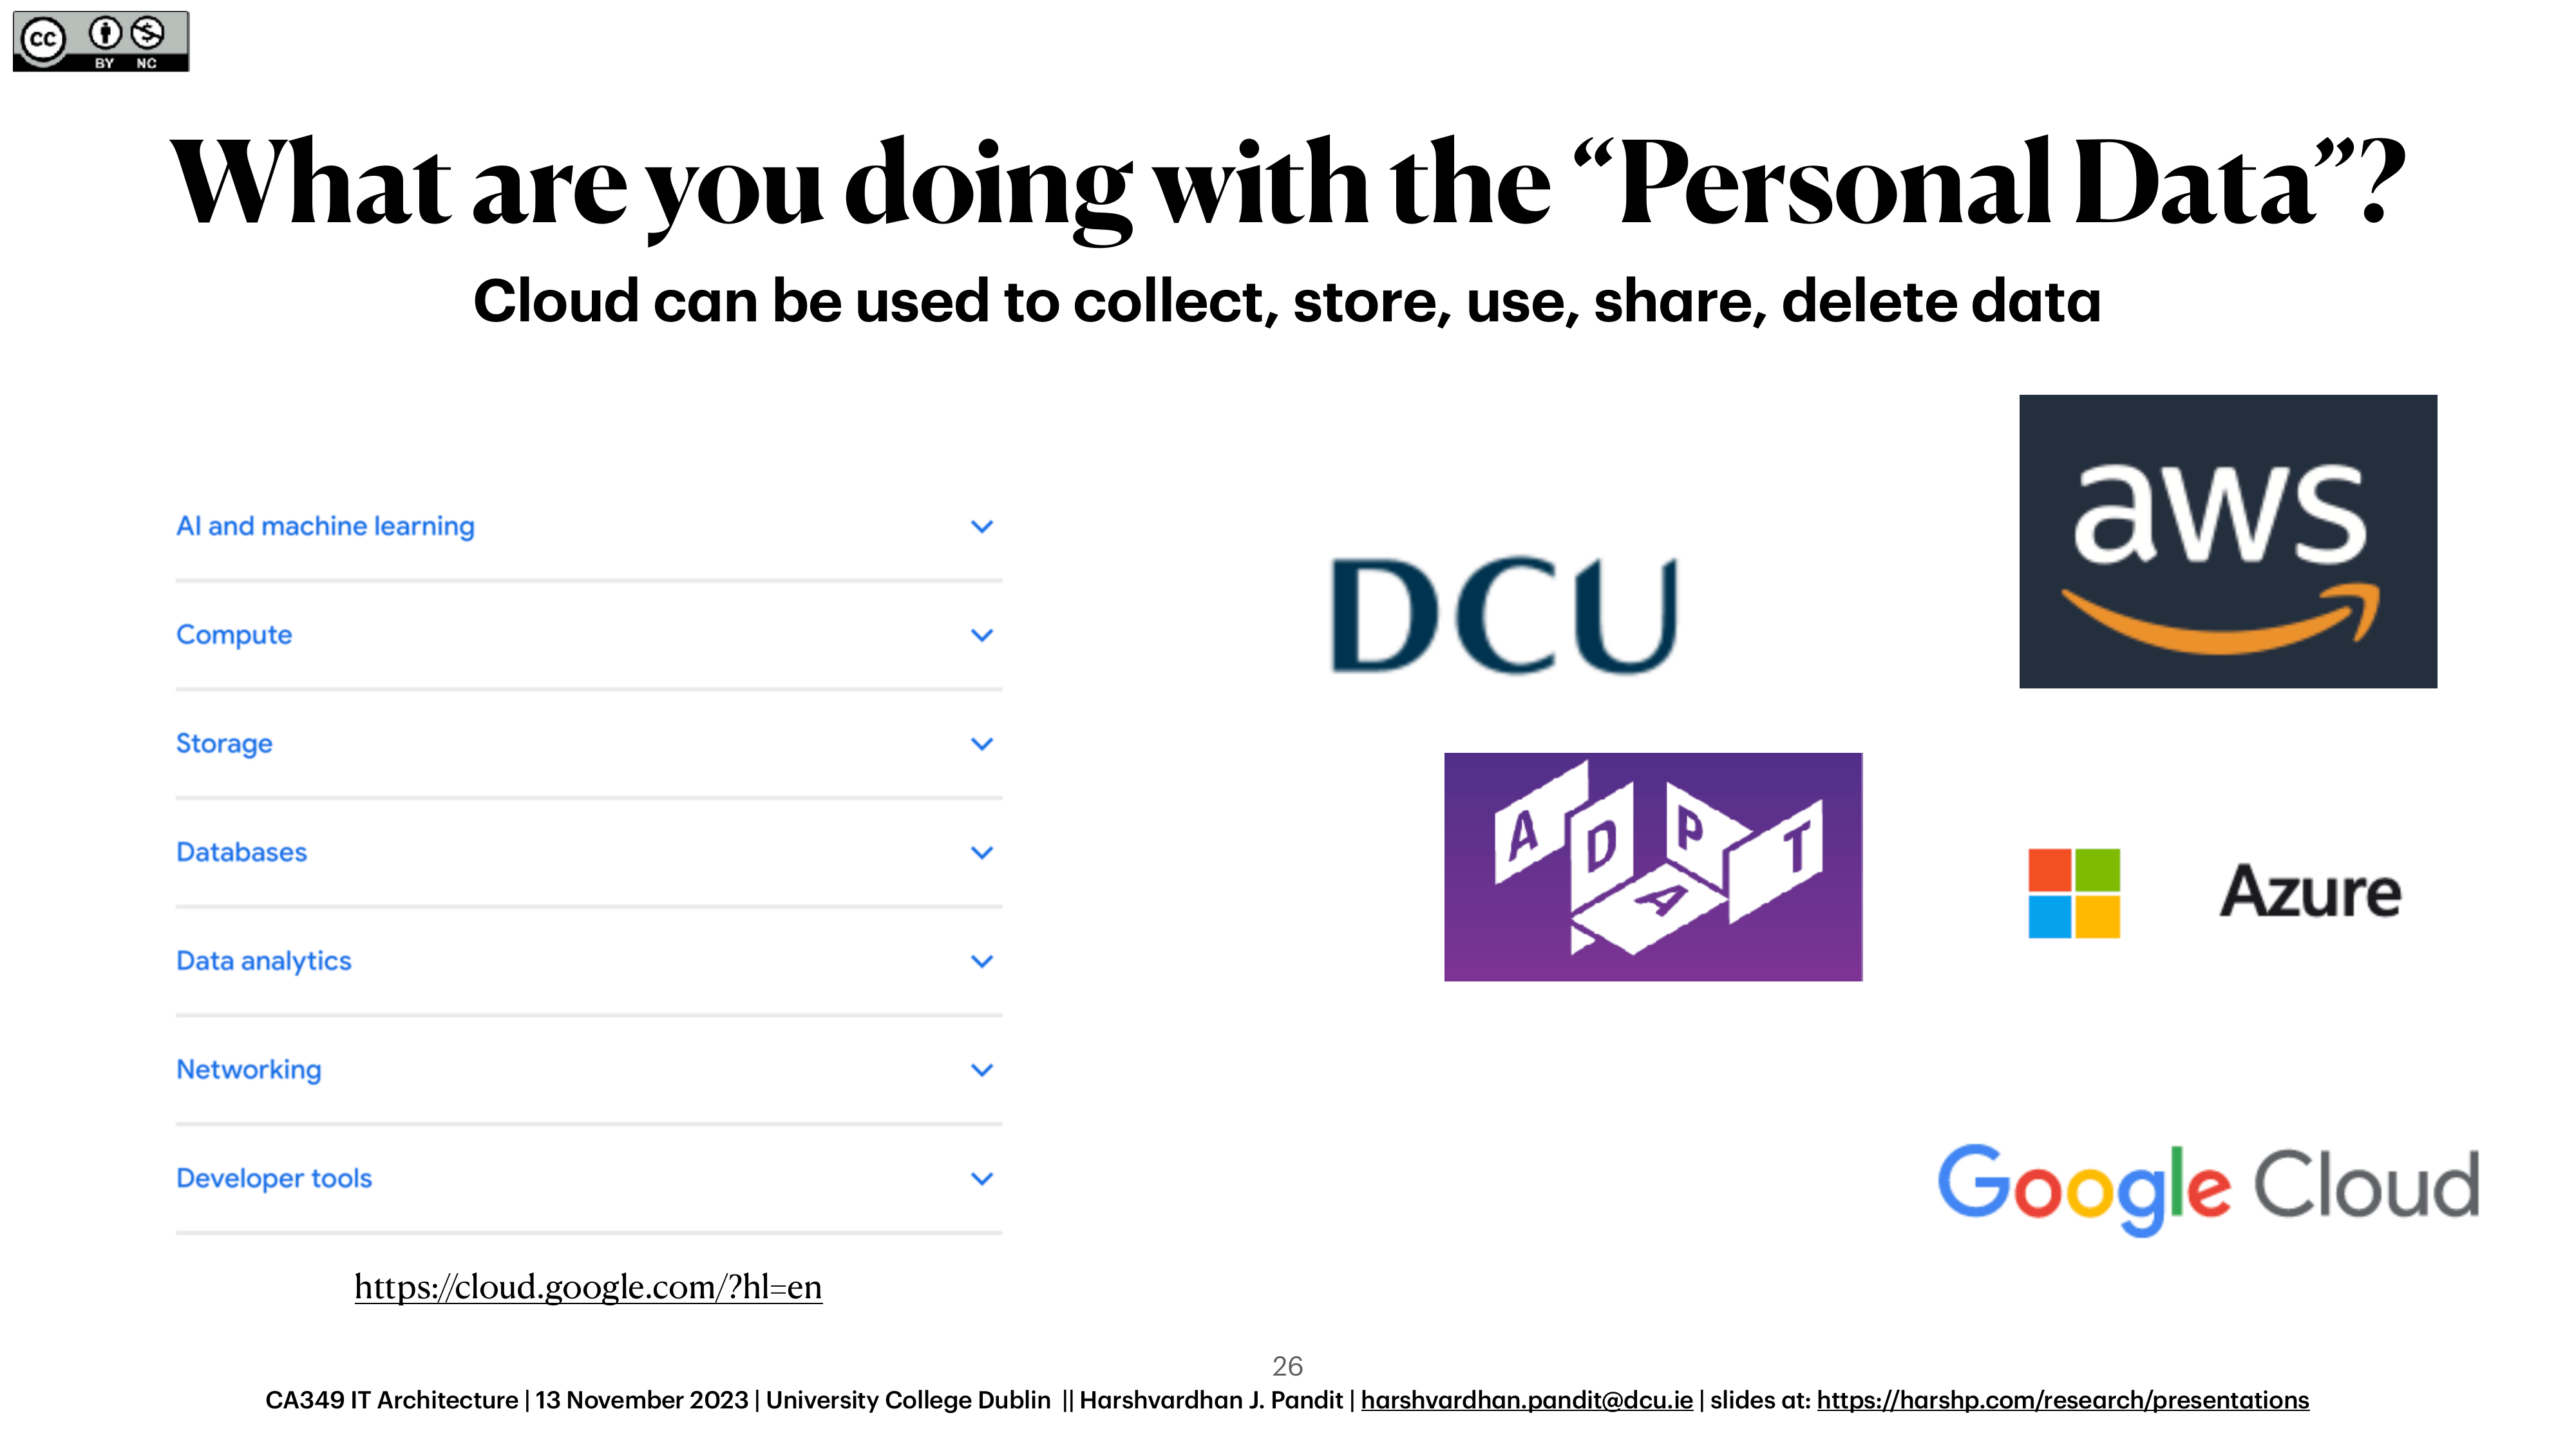 cc
BY NC
What are you doing with the “Personal Data”?
Cloud can be used to collect, store, use, share, delete data
AI and machine learning
Compute
Storage
Databases
Data analytics
Networking
Developer tools
https://cloud.google.com/?hl=en
DCU
aws
ADAPT
Azure
Google Cloud
26
CA349 IT Architecture | 13 November 2023 | University College Dublin || Harshvardhan J. Pandit | harshvardhan.pandit@dcu.ie | slides at: https://harshp.com/research/presentations